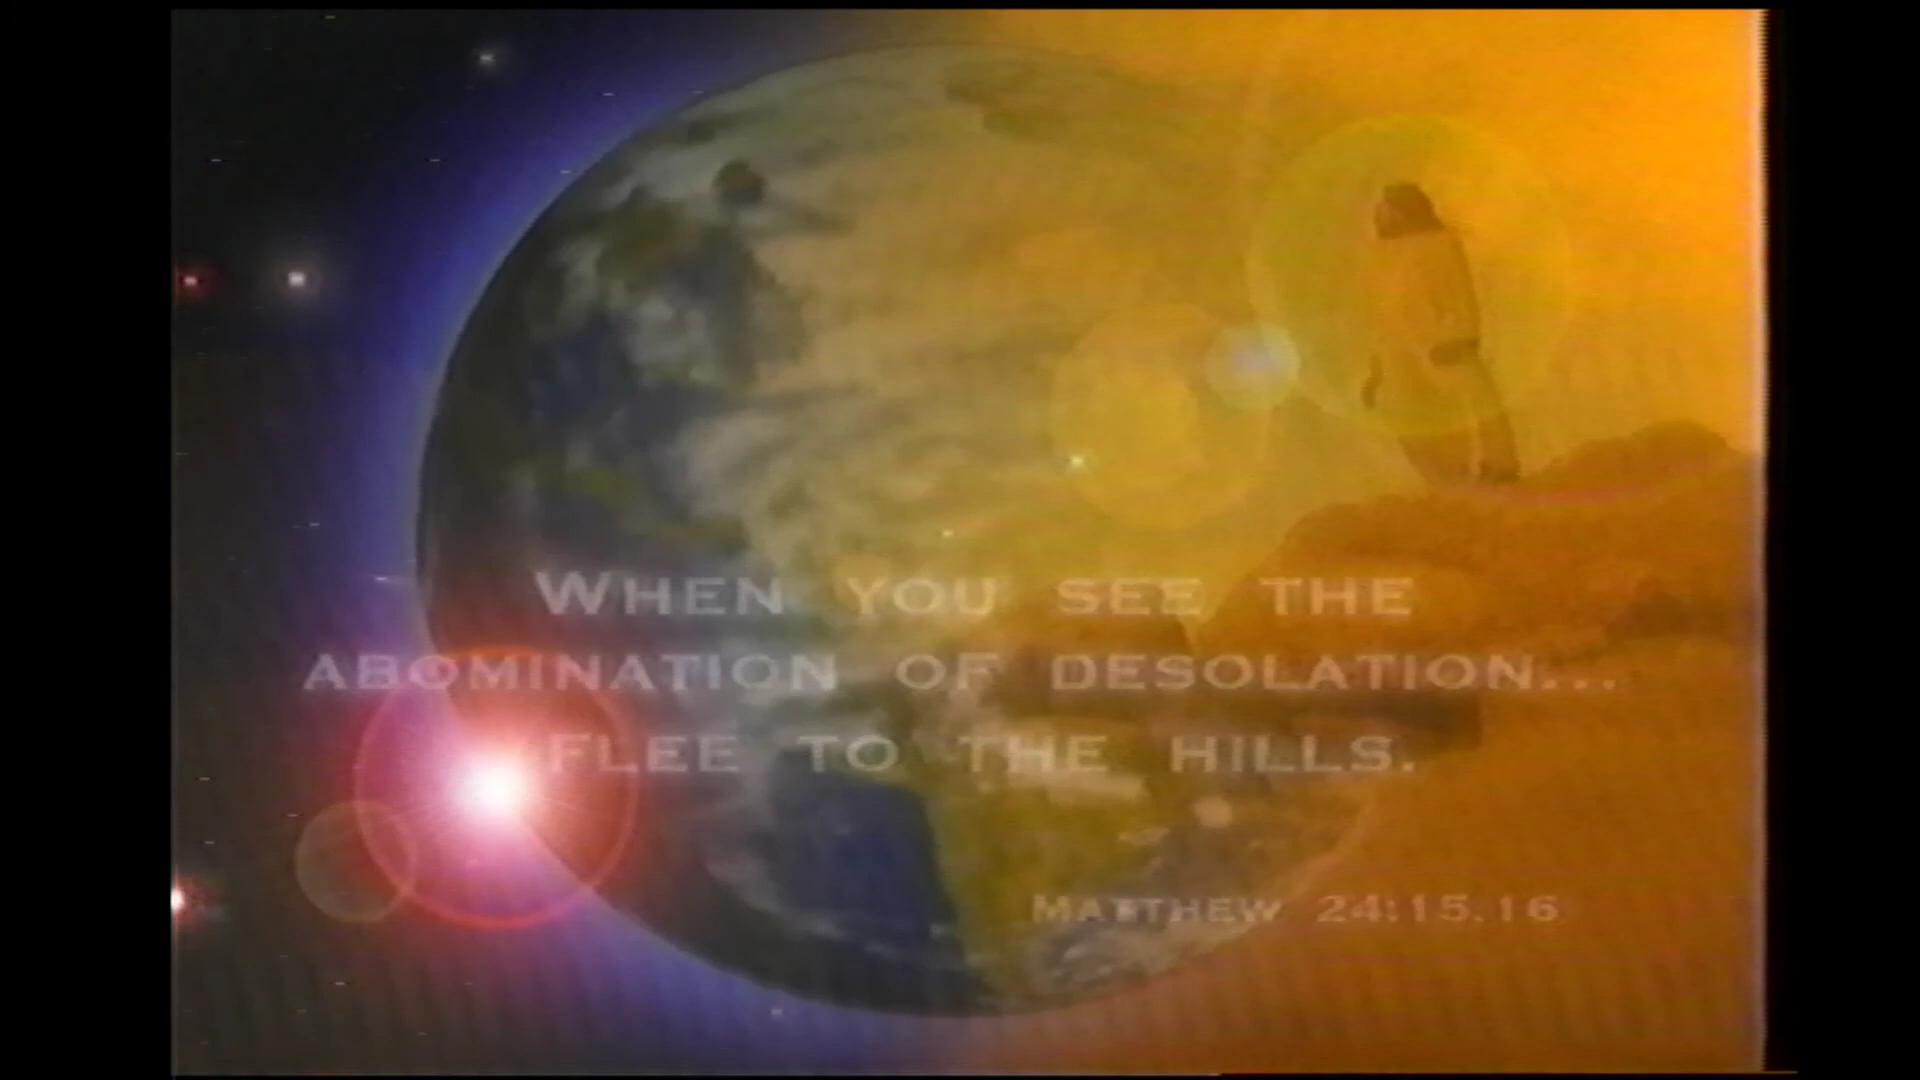 When you see the
abomination of desolation...
flee to the hills.
Matthew 24:15,16